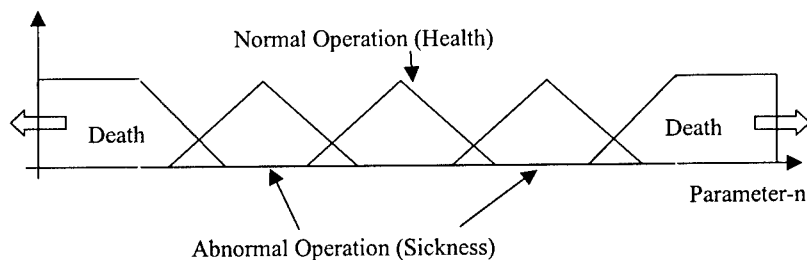 Normal Operation (Health)
Death
Death
Parameter-n
Abnormal Operation (Sickness)